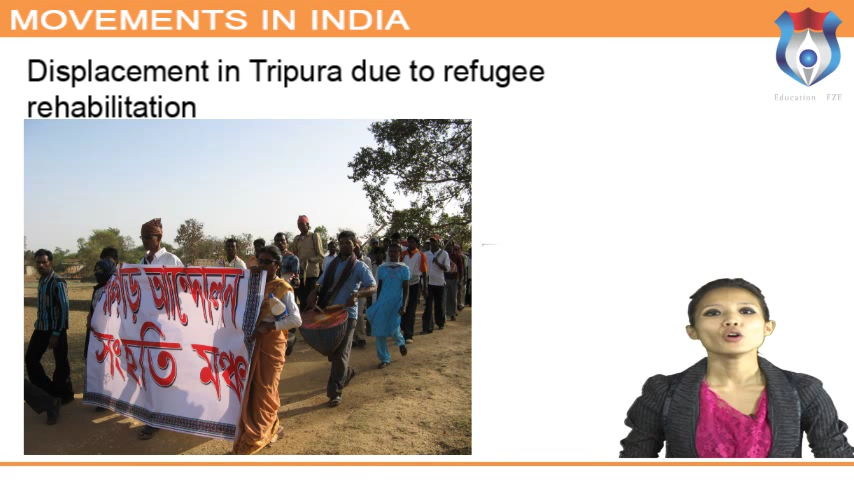 MOVEMENTS IN INDIA
Education FZE
Displacement in Tripura due to refugee
rehabilitation
আন্দোলন
সংহতি মঞ্চ